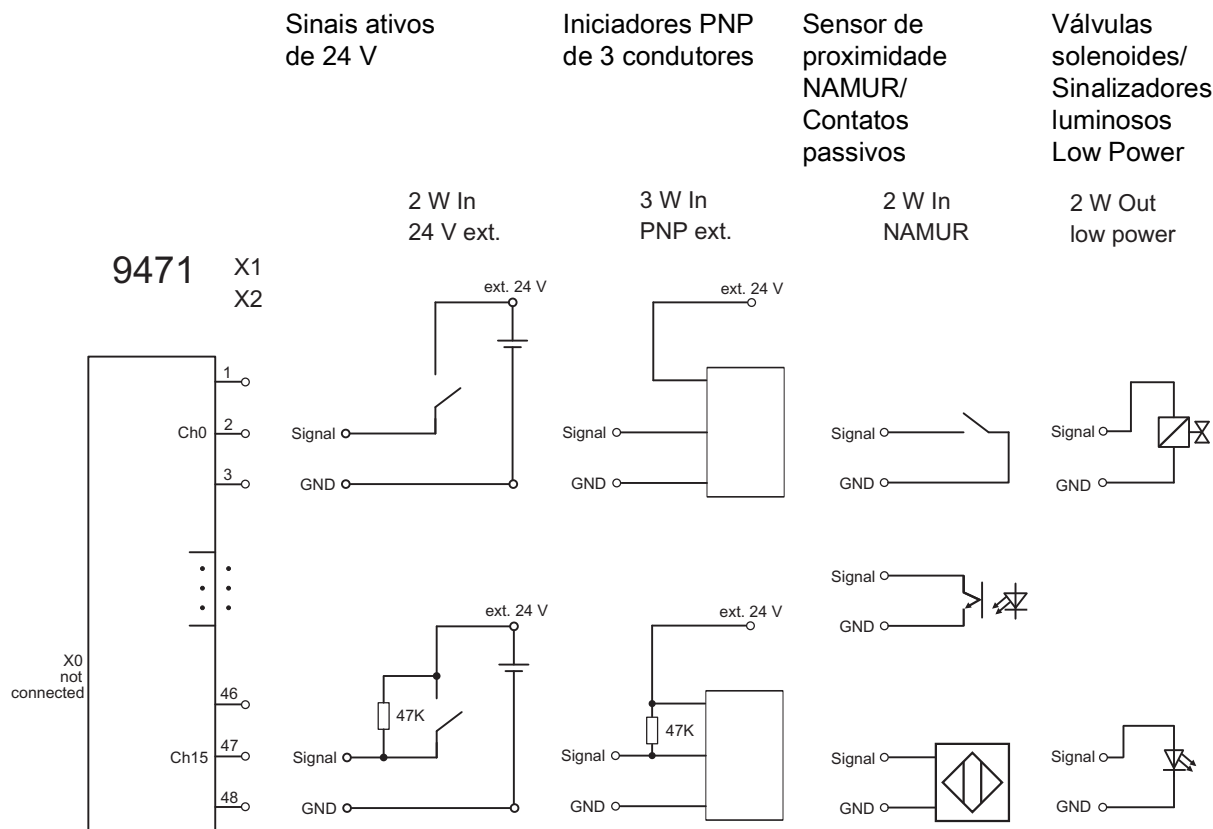 Sinais ativos
de 24 V
Iniciadores PNP
de 3 condutores
Sensor de
proximidade
NAMUR/
Contatos
passivos
Válvulas
solenoides/
Sinalizadores
luminosos
Low Power
2 W In
24 V ext.
3 W In
PNP ext.
2 W In
NAMUR
2 W Out
low power
9471
X1
X2
ext. 24 V
ext. 24 V
1
Ch0
2
3
Signal
GND
Signal
GND
Signal
GND
Signal
GND
Signal
GND
ext. 24 V
ext. 24 V
X0
not
connected
46
Ch15
47
48
47K
Signal
GND
47K
Signal
GND
Signal
GND
Signal
GND